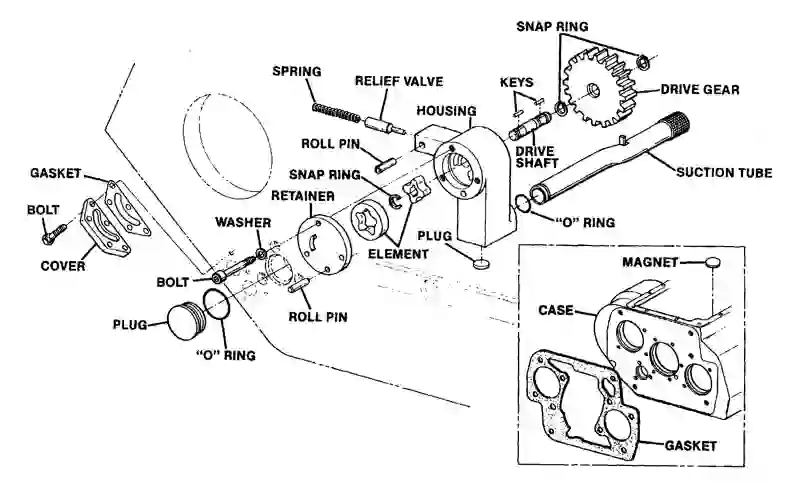 SNAP RING
SPRING
RELIEF VALVE
KEYS
DRIVE GEAR
HOUSING
ROLL PIN
DRIVE
SHAFT
GASKET
SNAP RING
SUCTION TUBE
RETAINER
BOLT
WASHER
"O" RING
PLUG
ELEMENT
COVER
MAGNET
BOLT
CASE
ROLL PIN
PLUG
"O" RING
GASKET